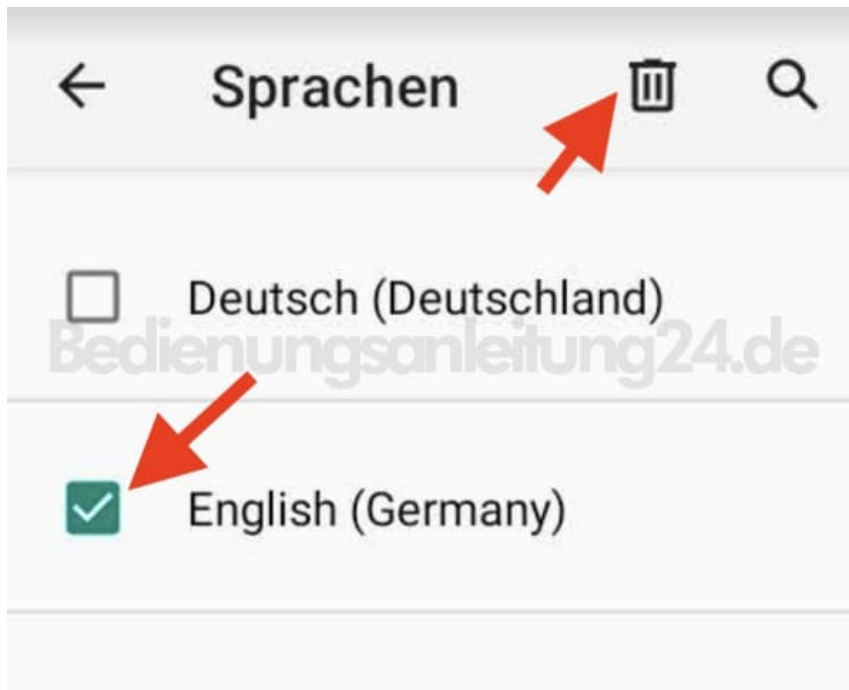 Sprachen
Deutsch (Deutschland)
Bedienungsanleitung24.de
English (Germany)